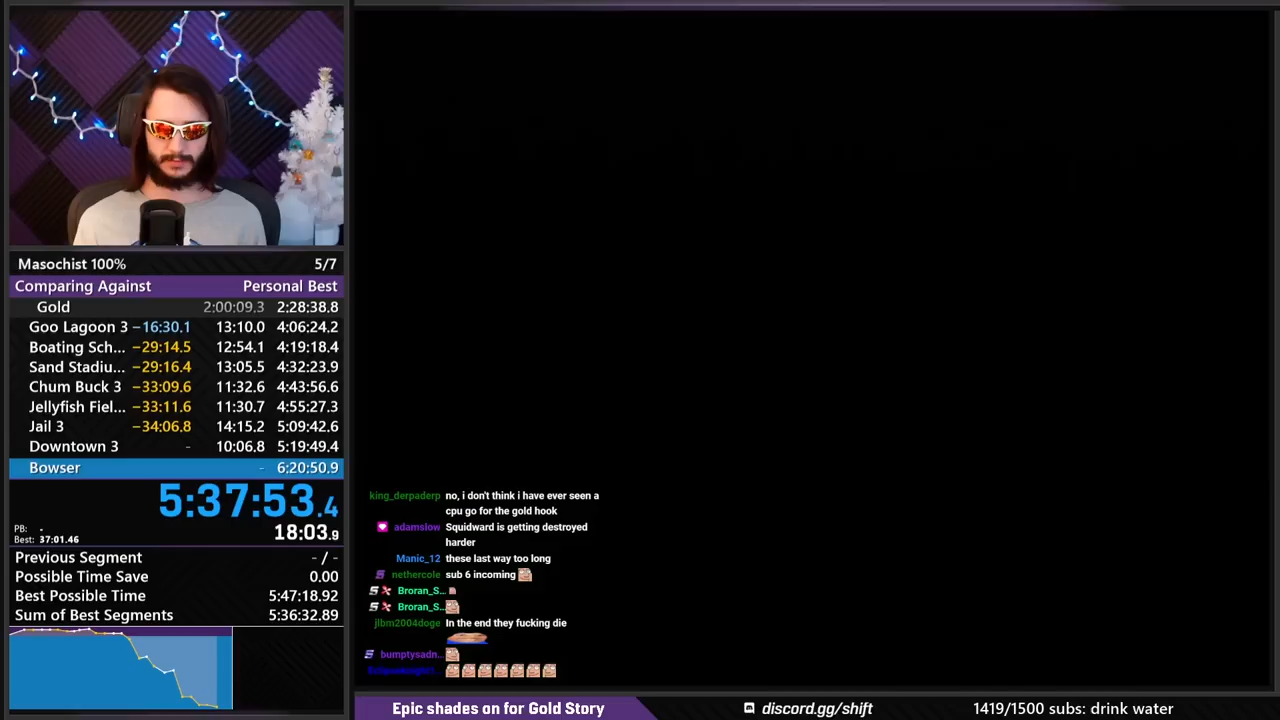 Masochist 100% 5/7
Comparing Against Personal Best
Gold 2:00:09.3 2:28:38.8
Goo Lagoon 3 −16:30.1 13:10.0 4:06:24.2
Boating Sch... −29:14.5 12:54.1 4:19:18.4
Sand Stadiu... −29:16.4 13:05.5 4:32:23.9
Chum Buck 3 −33:09.6 11:32.6 4:43:56.6
Jellyfish Fiel... −33:11.6 11:30.7 4:55:27.3
Jail 3 −34:06.8 14:15.2 5:09:42.6
Downtown 3 - 10:06.8 5:19:49.4
Bowser - 6:20:50.9
5:37:53.4
PB: -
Best: 37:01.46 18:03.9
Previous Segment - / -
Possible Time Save 0.00
Best Possible Time 5:47:18.92
Sum of Best Segments 5:36:32.89
king_derpaderp no, i don't think i have ever seen a
cpu go for the gold hook
adamslow Squidward is getting destroyed
harder
Manic_12 these last way too long
nethercole sub 6 incoming
Broran_S...
Broran_S...
jlbm2004doge In the end they fucking die
bumptysadn...
Epic shades on for Gold Story
discord.gg/shift
1419/1500 subs: drink water